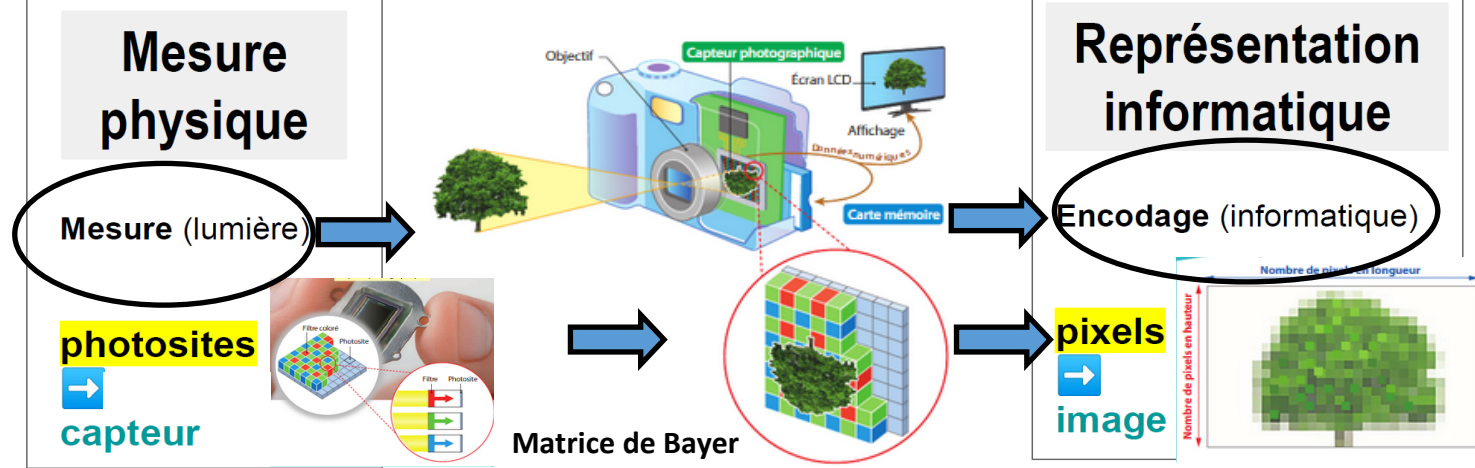 Mesure
physique
Mesure (lumière)
photosites
➡
capteur
Filtre coloré
Photosite
Filtre Photosite
Objectif
Capteur photographique
Écran LCD
Affichage
Données numériques
Carte mémoire
Matrice de Bayer
Représentation
informatique
Encodage (informatique)
pixels
➡
image
Nombre de pixels en longueur
Nombre de pixels en hauteur